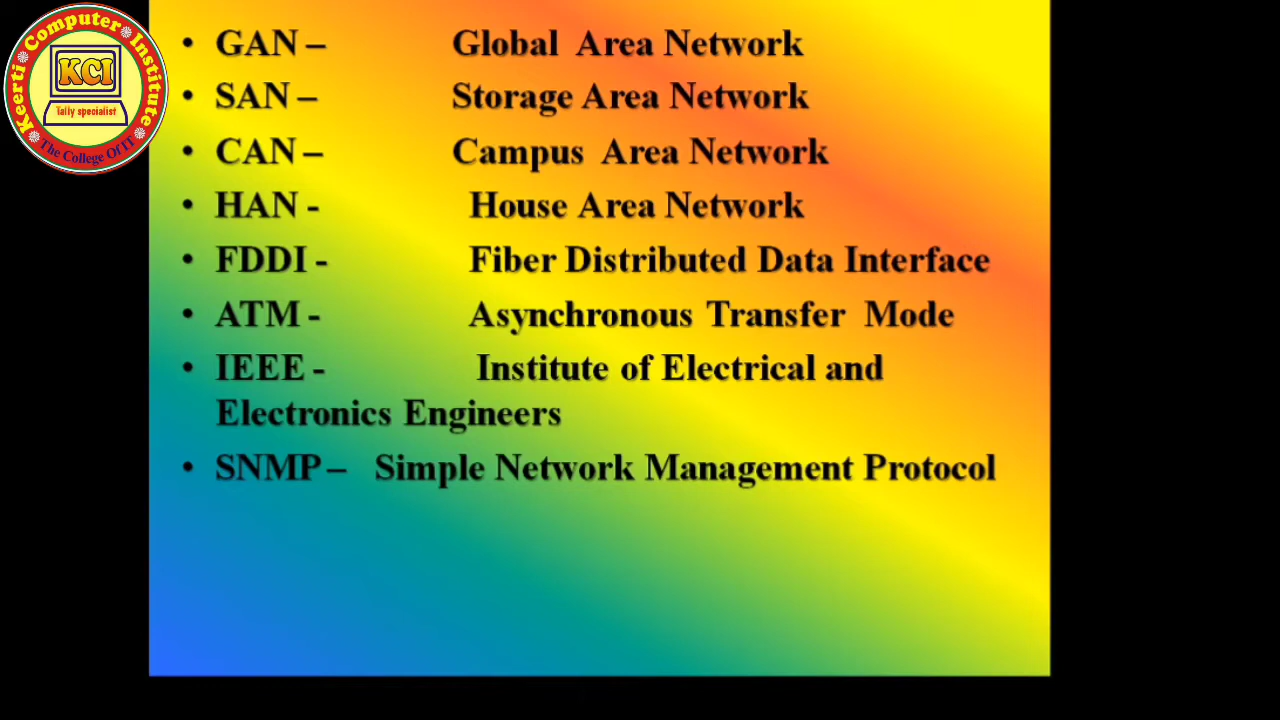 Keerti Computer Institute
KCI
Tally specialist
The College Of IT
• GAN – Global Area Network
• SAN – Storage Area Network
• CAN – Campus Area Network
• HAN - House Area Network
• FDDI - Fiber Distributed Data Interface
• ATM - Asynchronous Transfer Mode
• IEEE - Institute of Electrical and
Electronics Engineers
• SNMP – Simple Network Management Protocol